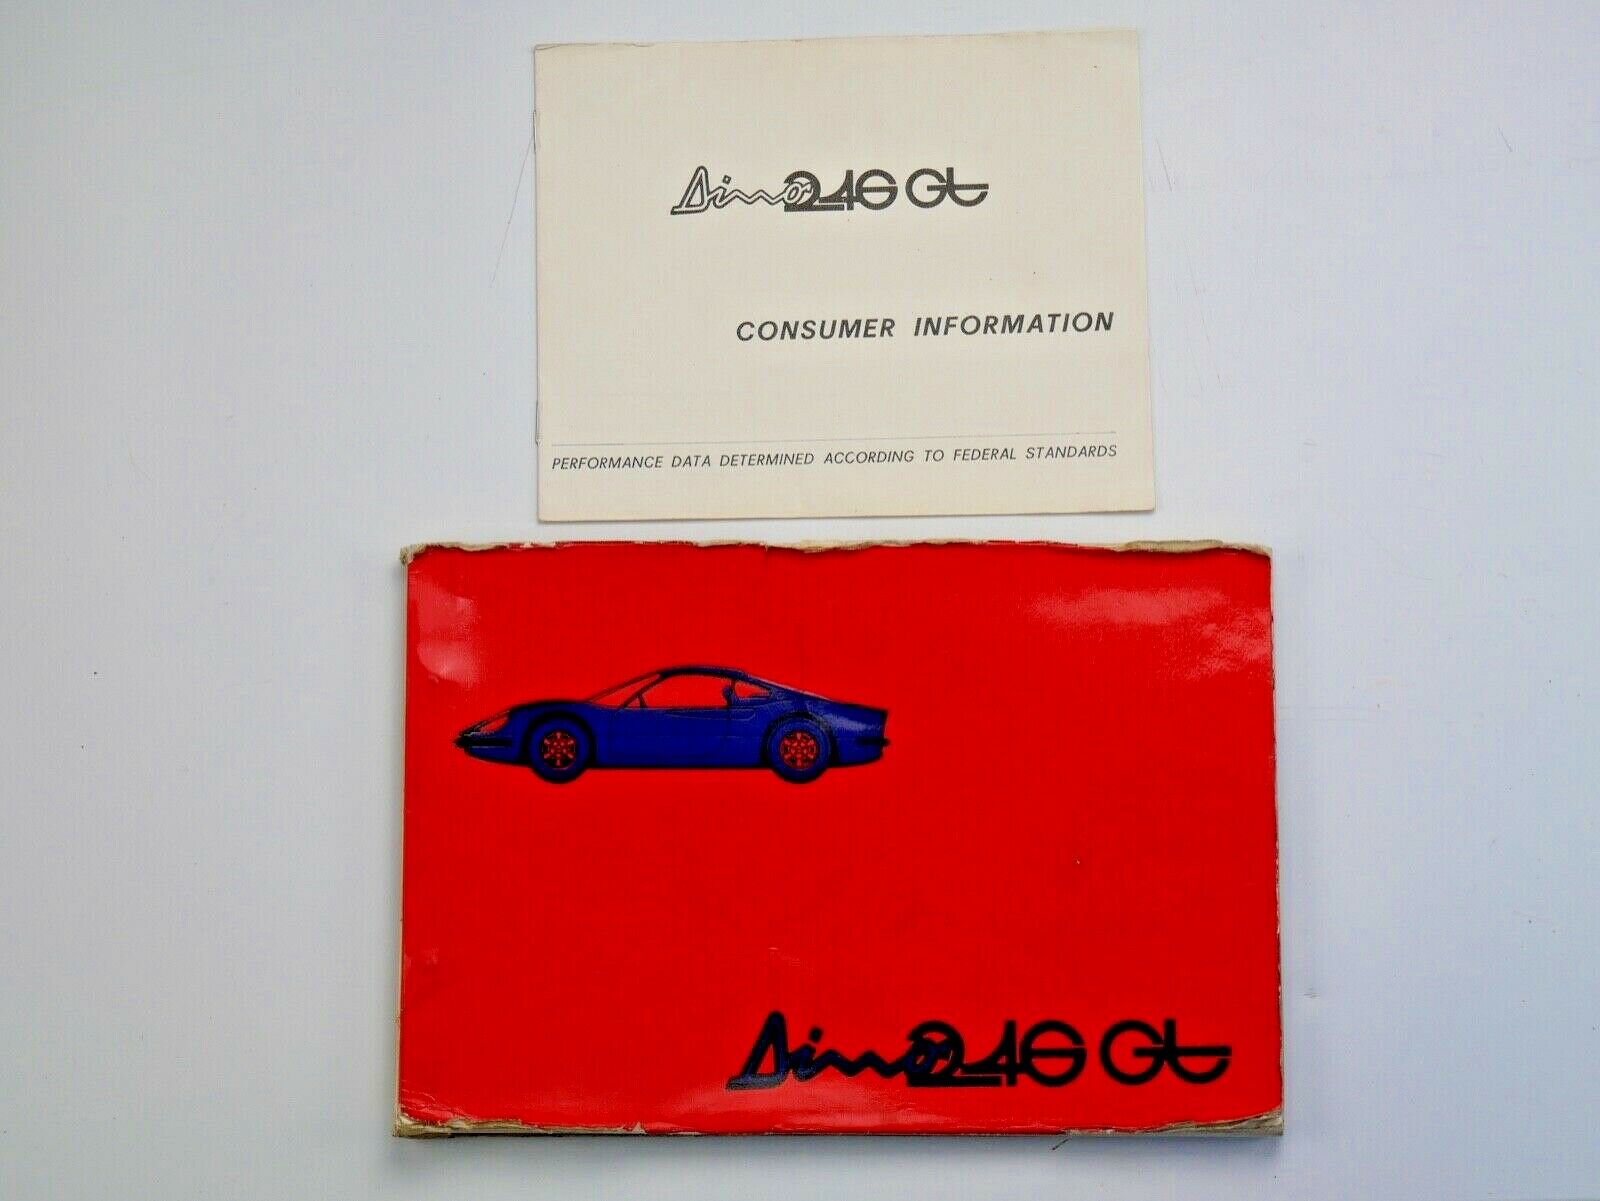 Dino 246 Gt
CONSUMER INFORMATION
PERFORMANCE DATA DETERMINED ACCORDING TO FEDERAL STANDARDS
Dino 246 Gt